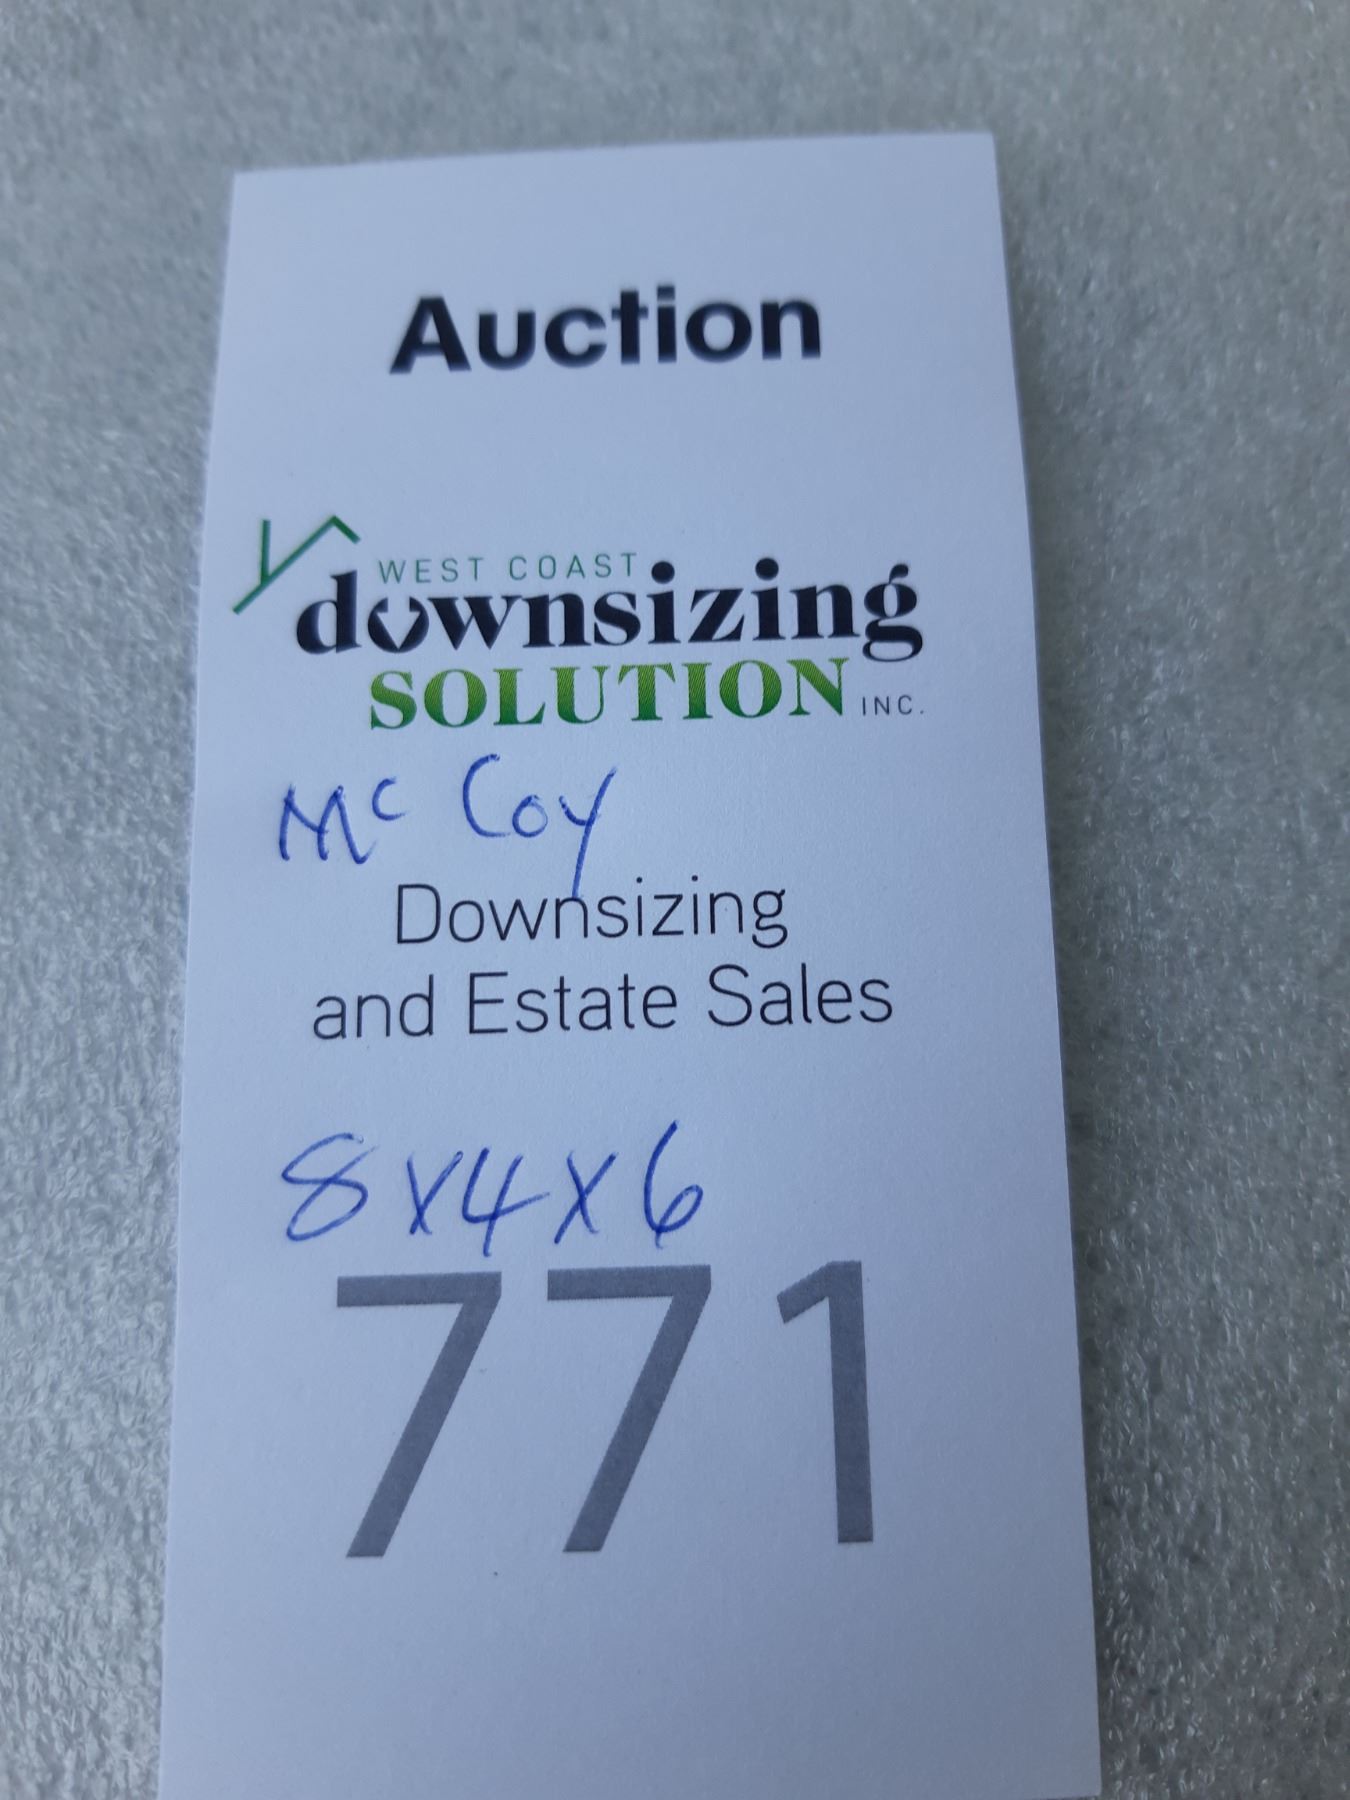 Auction
WEST COAST
downsizing
SOLUTION INC.
Mc Coy
Downsizing
and Estate Sales
8x4x6
771